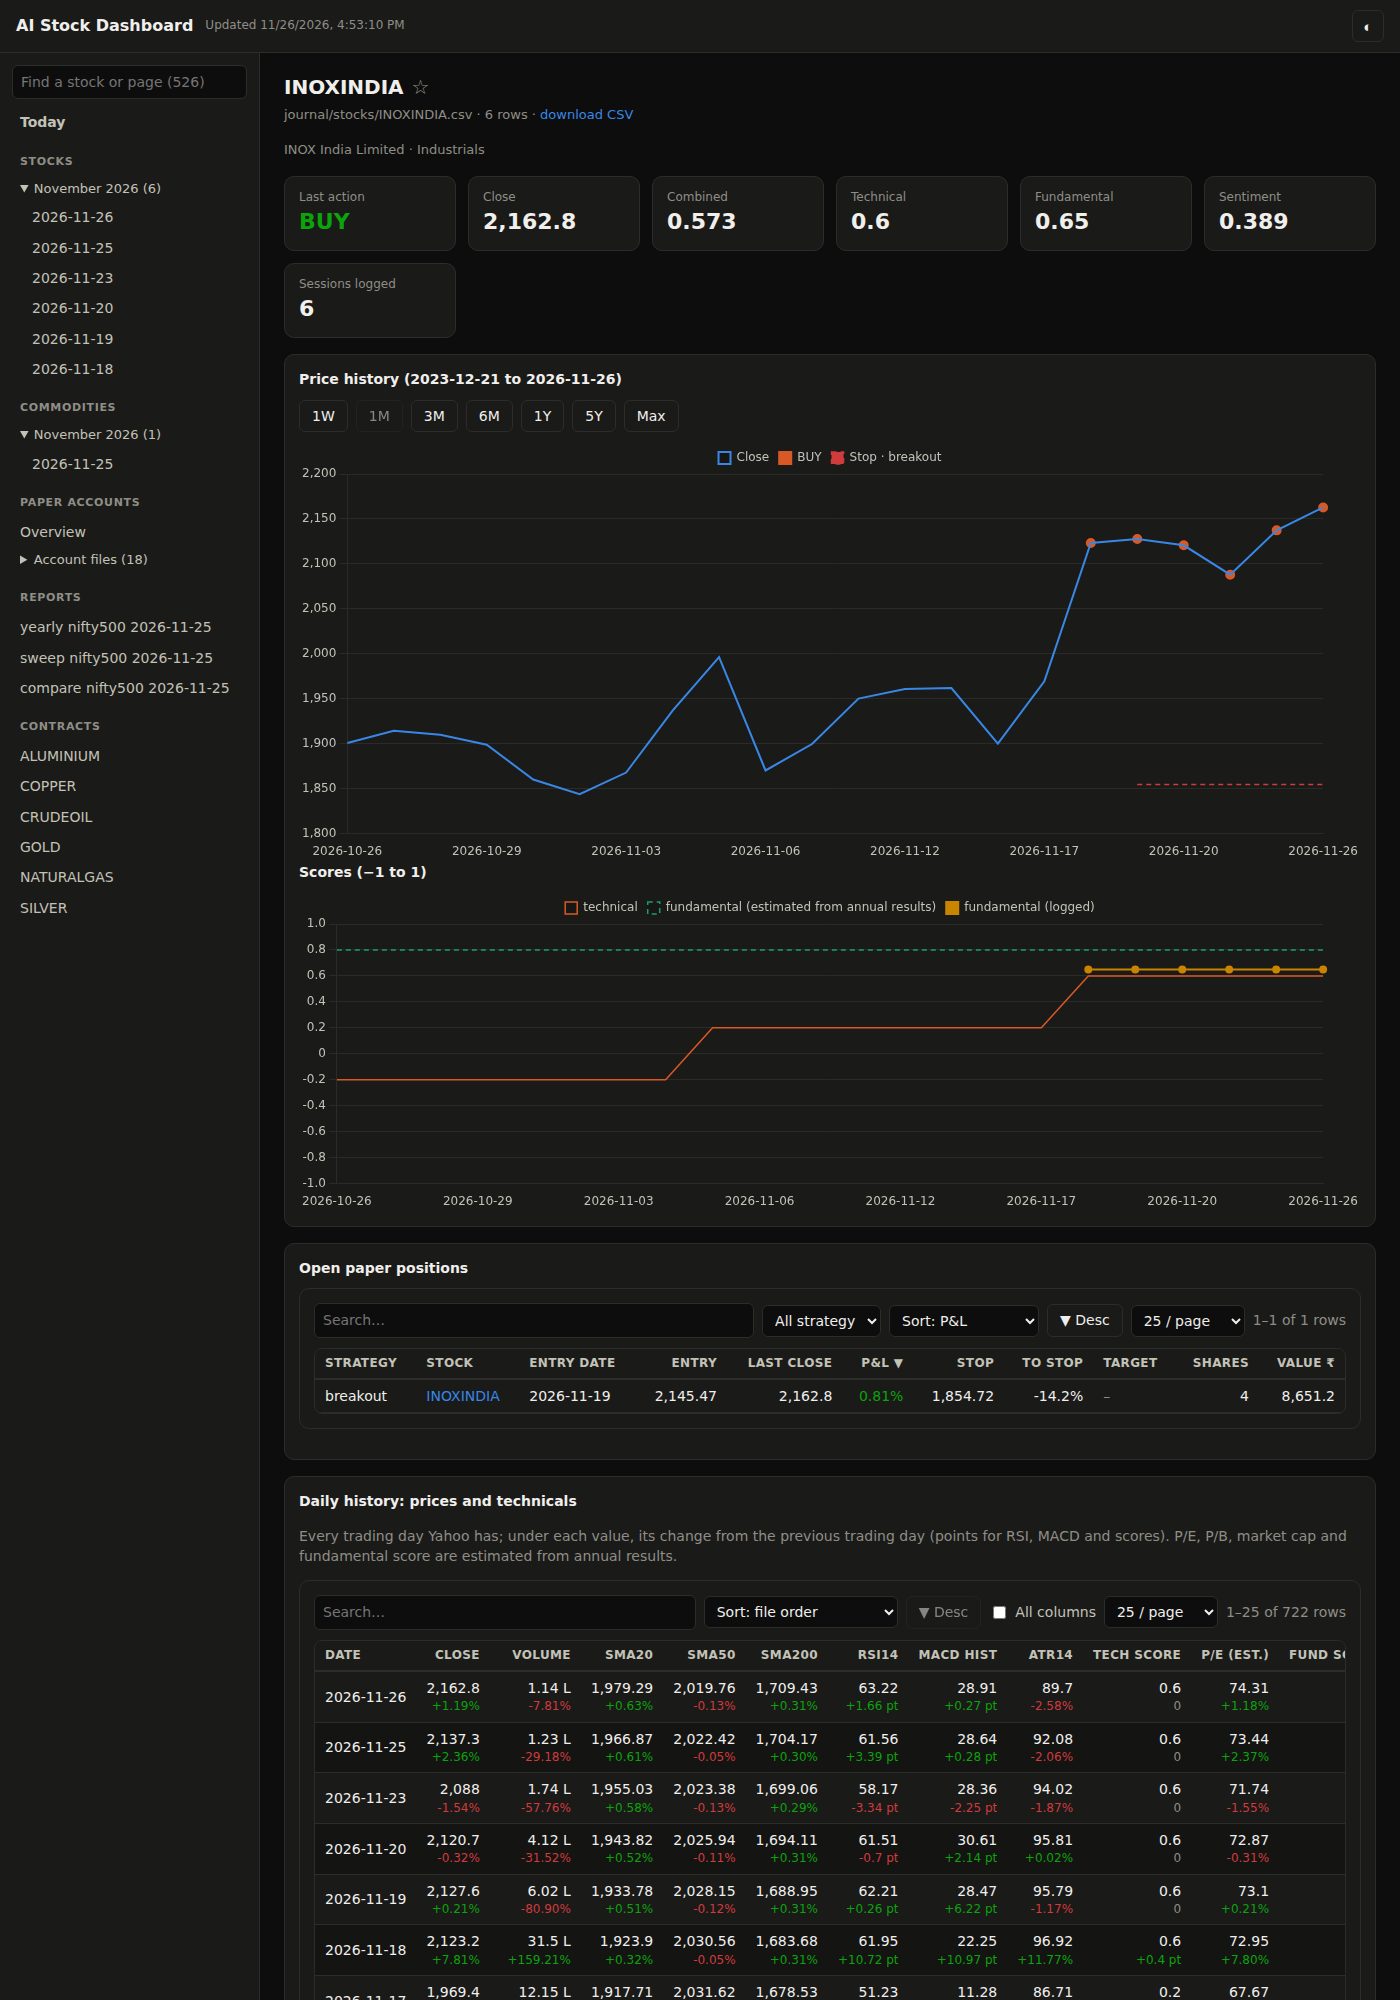 AI Stock Dashboard Updated 11/26/2026, 4:53:10 PM
Find a stock or page (526)
Today
STOCKS
▼ November 2026 (6)
2026-11-26
2026-11-25
2026-11-23
2026-11-20
2026-11-19
2026-11-18
COMMODITIES
▼ November 2026 (1)
2026-11-25
PAPER ACCOUNTS
Overview
▶ Account files (18)
REPORTS
yearly nifty500 2026-11-25
sweep nifty500 2026-11-25
compare nifty500 2026-11-25
CONTRACTS
ALUMINIUM
COPPER
CRUDEOIL
GOLD
NATURALGAS
SILVER
INOXINDIA ☆
journal/stocks/INOXINDIA.csv · 6 rows · download CSV
INOX India Limited · Industrials
Last action
BUY
Close
2,162.8
Combined
0.573
Technical
0.6
Fundamental
0.65
Sentiment
0.389
Sessions logged
6
Price history (2023-12-21 to 2026-11-26)
1W 1M 3M 6M 1Y 5Y Max
Close BUY Stop · breakout
2,200
2,150
2,100
2,050
2,000
1,950
1,900
1,850
1,800
2026-10-26 2026-10-29 2026-11-03 2026-11-06 2026-11-12 2026-11-17 2026-11-20 2026-11-26
Scores (−1 to 1)
technical fundamental (estimated from annual results) fundamental (logged)
1.0
0.8
0.6
0.4
0.2
0
-0.2
-0.4
-0.6
-0.8
-1.0
2026-10-26 2026-10-29 2026-11-03 2026-11-06 2026-11-12 2026-11-17 2026-11-20 2026-11-26
Open paper positions
Search… All strategy Sort: P&L ▼ Desc 25 / page 1–1 of 1 rows
STRATEGY STOCK ENTRY DATE ENTRY LAST CLOSE P&L ▼ STOP TO STOP TARGET SHARES VALUE ₹
breakout INOXINDIA 2026-11-19 2,145.47 2,162.8 0.81% 1,854.72 -14.2% – 4 8,651.2
Daily history: prices and technicals
Every trading day Yahoo has; under each value, its change from the previous trading day (points for RSI, MACD and scores). P/E, P/B, market cap and
fundamental score are estimated from annual results.
Search… Sort: file order ▼ Desc All columns 25 / page 1–25 of 722 rows
DATE CLOSE VOLUME SMA20 SMA50 SMA200 RSI14 MACD HIST ATR14 TECH SCORE P/E (EST.) FUND
2026-11-26 2,162.8 1.14 L 1,979.29 2,019.76 1,709.43 63.22 28.91 89.7 0.6 74.31
+1.19% -7.81% +0.63% -0.13% +0.31% +1.66 pt +0.27 pt -2.58% 0 +1.18%
2026-11-25 2,137.3 1.23 L 1,966.87 2,022.42 1,704.17 61.56 28.64 92.08 0.6 73.44
+2.36% -29.18% +0.61% -0.05% +0.30% +3.39 pt +0.28 pt -2.06% 0 +2.37%
2026-11-23 2,088 1.74 L 1,955.03 2,023.38 1,699.06 58.17 28.36 94.02 0.6 71.74
-1.54% -57.76% +0.58% -0.13% +0.29% -3.34 pt -2.25 pt -1.87% 0 -1.55%
2026-11-20 2,120.7 4.12 L 1,943.82 2,025.94 1,694.11 61.51 30.61 95.81 0.6 72.87
-0.32% -31.52% +0.52% -0.11% +0.31% -0.7 pt +2.14 pt +0.02% 0 -0.31%
2026-11-19 2,127.6 6.02 L 1,933.78 2,028.15 1,688.95 62.21 28.47 95.79 0.6 73.1
+0.21% -80.90% +0.51% -0.12% +0.31% +0.26 pt +6.22 pt -1.17% 0 +0.21%
2026-11-18 2,123.2 31.5 L 1,923.9 2,030.56 1,683.68 61.95 22.25 96.92 0.6 72.95
+7.81% +159.21% +0.32% -0.05% +0.31% +10.72 pt +10.97 pt +11.77% +0.4 pt +7.80%
2026-11-17 1,969.4 12.15 L 1,917.71 2,031.62 1,678.53 51.23 11.28 86.71 0.2 67.67